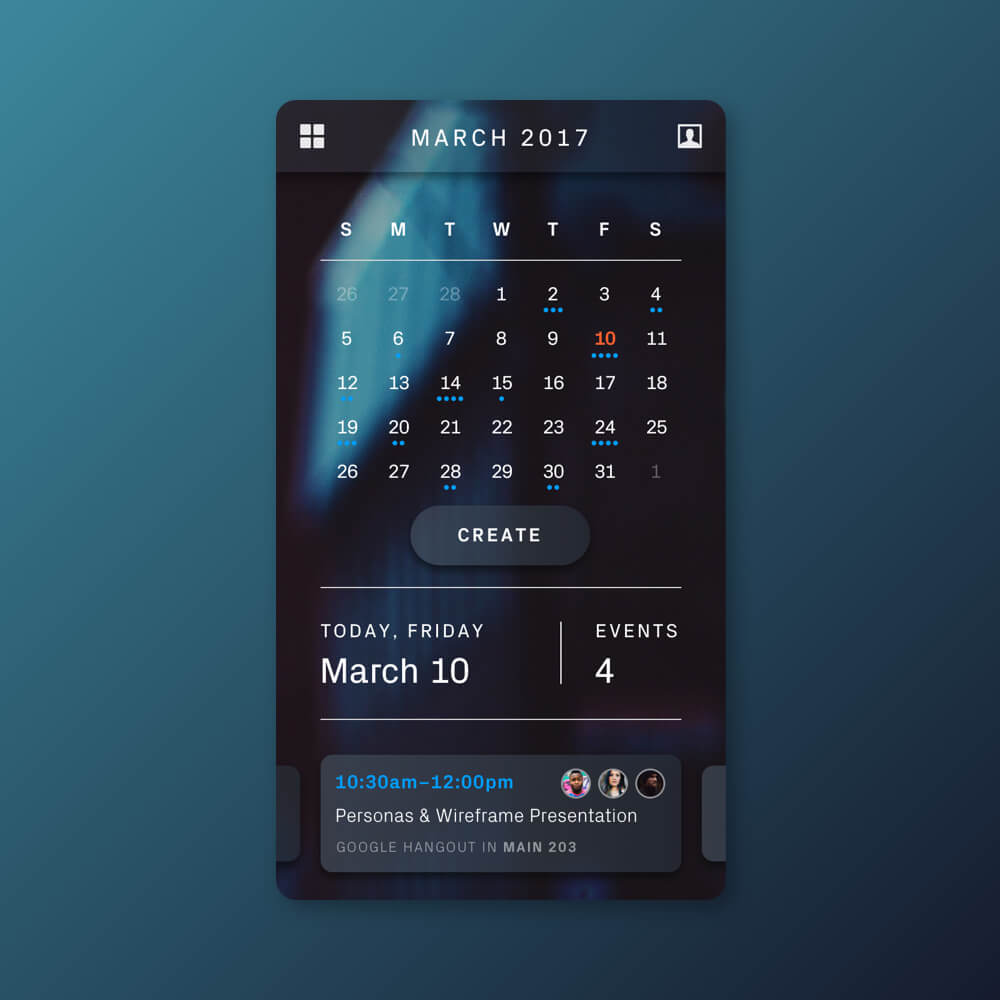 MARCH 2017
S M T W T F S
26 27 28 1 2 3 4
5 6 7 8 9 10 11
12 13 14 15 16 17 18
19 20 21 22 23 24 25
26 27 28 29 30 31 1
CREATE
TODAY, FRIDAY
March 10
EVENTS
4
10:30am–12:00pm
Personas & Wireframe Presentation
GOOGLE HANGOUT IN MAIN 203